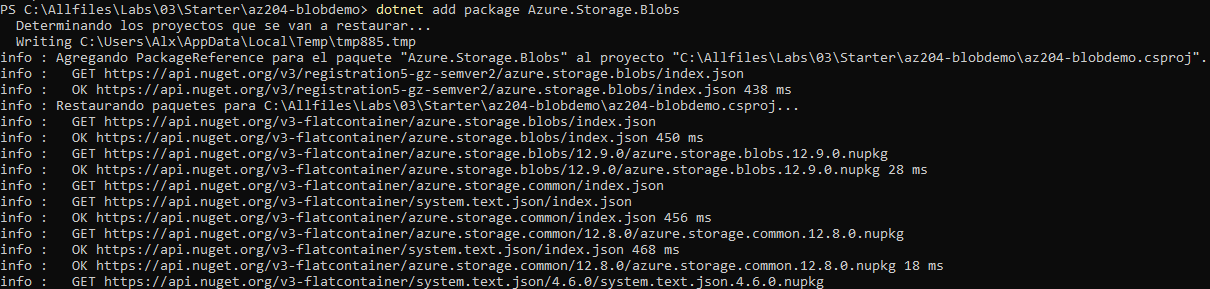 PS C:\Allfiles\Labs\03\Starter\az204-blobdemo> dotnet add package Azure.Storage.Blobs
  Determinando los proyectos que se van a restaurar...
  Writing C:\Users\Alx\AppData\Local\Temp\tmp885.tmp
info : Agregando PackageReference para el paquete "Azure.Storage.Blobs" al proyecto "C:\Allfiles\Labs\03\Starter\az204-blobdemo\az204-blobdemo.csproj".
info :   GET https://api.nuget.org/v3/registration5-gz-semver2/azure.storage.blobs/index.json
info :   OK https://api.nuget.org/v3/registration5-gz-semver2/azure.storage.blobs/index.json 438 ms
info : Restaurando paquetes para C:\Allfiles\Labs\03\Starter\az204-blobdemo\az204-blobdemo.csproj...
info :   GET https://api.nuget.org/v3-flatcontainer/azure.storage.blobs/index.json
info :   OK https://api.nuget.org/v3-flatcontainer/azure.storage.blobs/index.json 450 ms
info :   GET https://api.nuget.org/v3-flatcontainer/azure.storage.blobs/12.9.0/azure.storage.blobs.12.9.0.nupkg
info :   OK https://api.nuget.org/v3-flatcontainer/azure.storage.blobs/12.9.0/azure.storage.blobs.12.9.0.nupkg 28 ms
info :   GET https://api.nuget.org/v3-flatcontainer/azure.storage.common/index.json
info :   GET https://api.nuget.org/v3-flatcontainer/system.text.json/index.json
info :   OK https://api.nuget.org/v3-flatcontainer/azure.storage.common/index.json 456 ms
info :   GET https://api.nuget.org/v3-flatcontainer/azure.storage.common/12.8.0/azure.storage.common.12.8.0.nupkg
info :   OK https://api.nuget.org/v3-flatcontainer/system.text.json/index.json 468 ms
info :   OK https://api.nuget.org/v3-flatcontainer/azure.storage.common/12.8.0/azure.storage.common.12.8.0.nupkg 18 ms
info :   GET https://api.nuget.org/v3-flatcontainer/system.text.json/4.6.0/system.text.json.4.6.0.nupkg